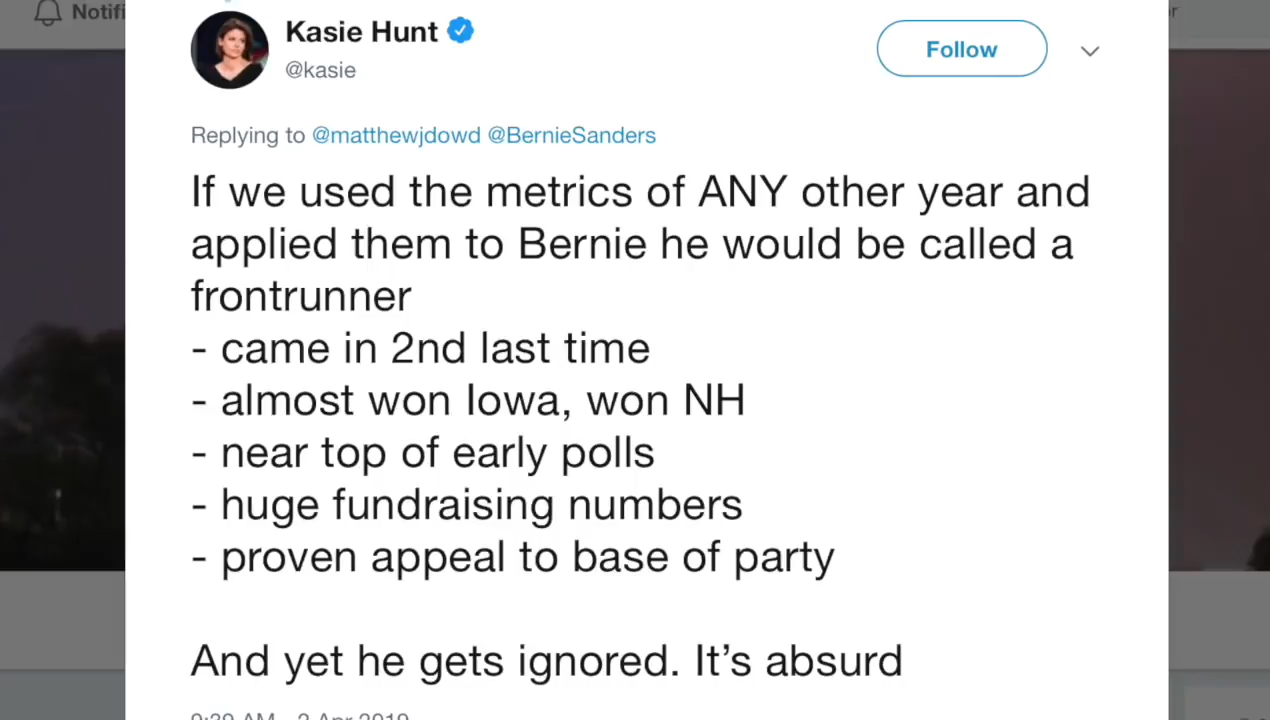 Notifi
Kasie Hunt
@kasie
Follow
Replying to @matthewjdowd @BernieSanders
If we used the metrics of ANY other year and
applied them to Bernie he would be called a
frontrunner
- came in 2nd last time
- almost won Iowa, won NH
- near top of early polls
- huge fundraising numbers
- proven appeal to base of party
And yet he gets ignored. It's absurd
2 Apr 2019